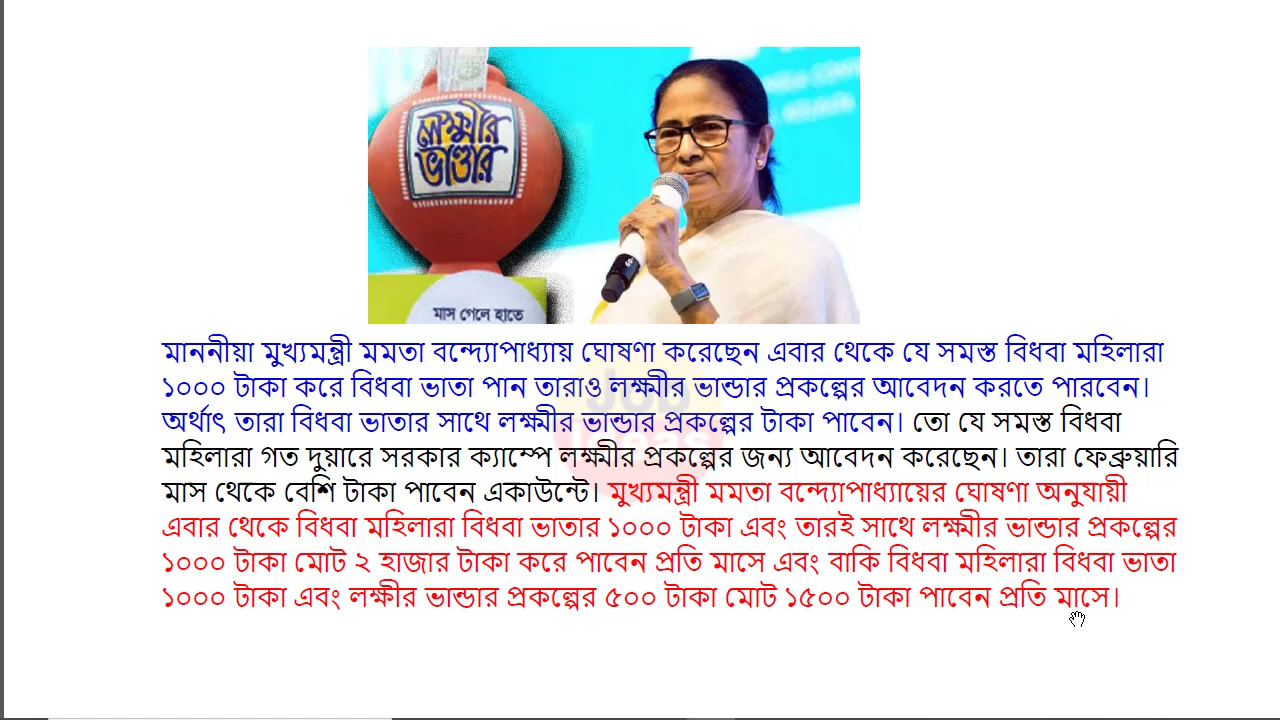 লক্ষ্মীর
ভাণ্ডার
মাস গেলে হাতে
মাননীয়া মুখ্যমন্ত্রী মমতা বন্দ্যোপাধ্যায় ঘোষণা করেছেন এবার থেকে যে সমস্ত বিধবা মহিলারা
১০০০ টাকা করে বিধবা ভাতা পান তারাও লক্ষ্মীর ভান্ডার প্রকল্পের আবেদন করতে পারবেন।
অর্থাৎ তারা বিধবা ভাতার সাথে লক্ষ্মীর ভান্ডার প্রকল্পের টাকা পাবেন। তো যে সমস্ত বিধবা
মহিলারা গত দুয়ারে সরকার ক্যাম্পে লক্ষ্মীর প্রকল্পের জন্য আবেদন করেছেন। তারা ফেব্রুয়ারি
মাস থেকে বেশি টাকা পাবেন একাউন্টে। মুখ্যমন্ত্রী মমতা বন্দ্যোপাধ্যায়ের ঘোষণা অনুযায়ী
এবার থেকে বিধবা মহিলারা বিধবা ভাতার ১০০০ টাকা এবং তারই সাথে লক্ষ্মীর ভান্ডার প্রকল্পের
১০০০ টাকা মোট ২ হাজার টাকা করে পাবেন প্রতি মাসে এবং বাকি বিধবা মহিলারা বিধবা ভাতা
১০০০ টাকা এবং লক্ষীর ভান্ডার প্রকল্পের ৫০০ টাকা মোট ১৫০০ টাকা পাবেন প্রতি মাসে।
Job
Ideas